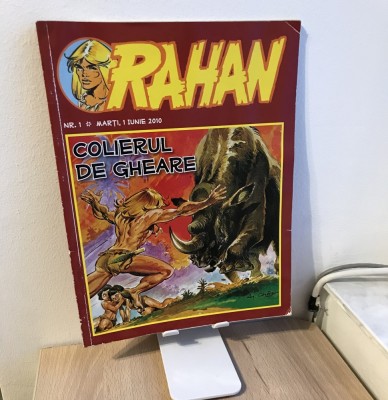 RAHAN
NR. 1 ✡ MARȚI, 1 IUNIE 2010
COLIERUL
DE GHEARE